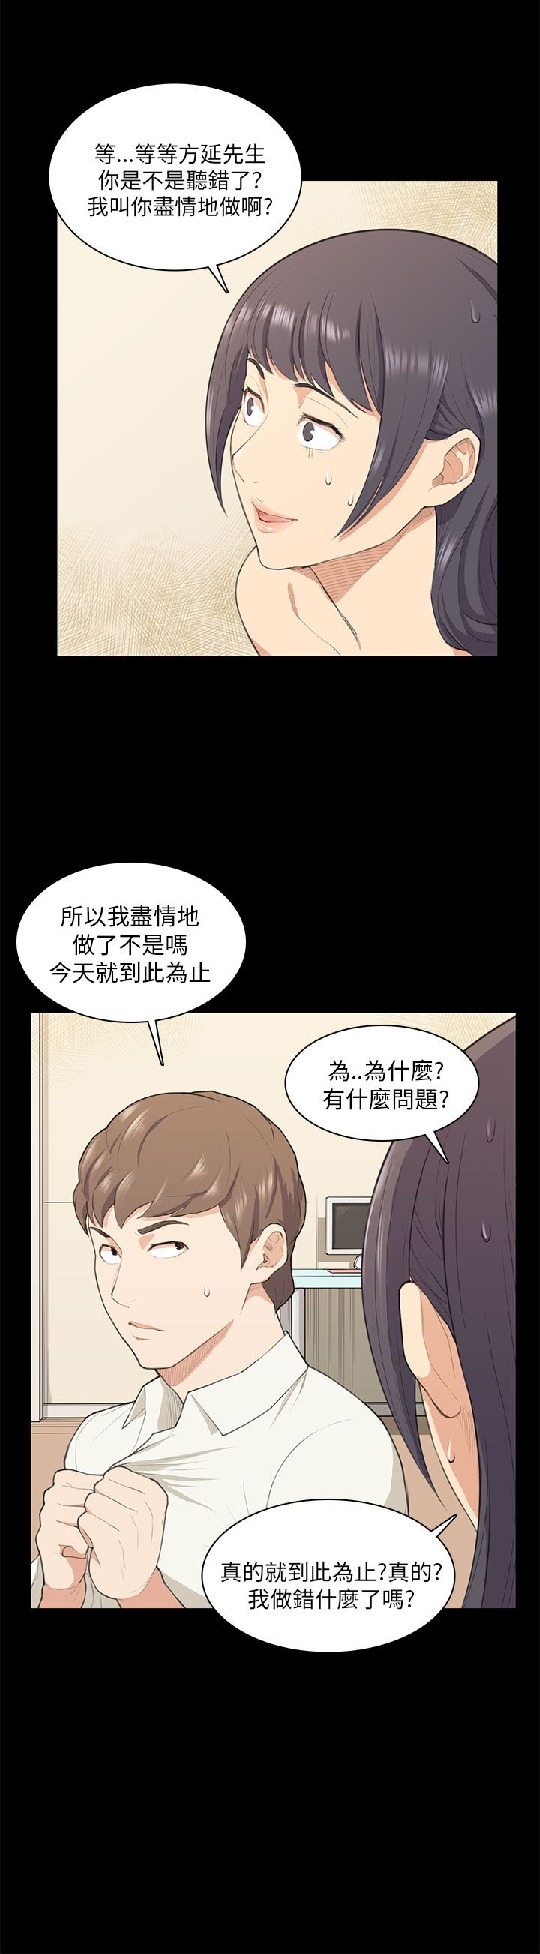 等...等等方延先生
你是不是聽錯了?
我叫你盡情地做啊?
所以我盡情地
做了不是嗎
今天就到此為止
為..為什麼?
有什麼問題?
真的就到此為止?真的?
我做錯什麼了嗎?